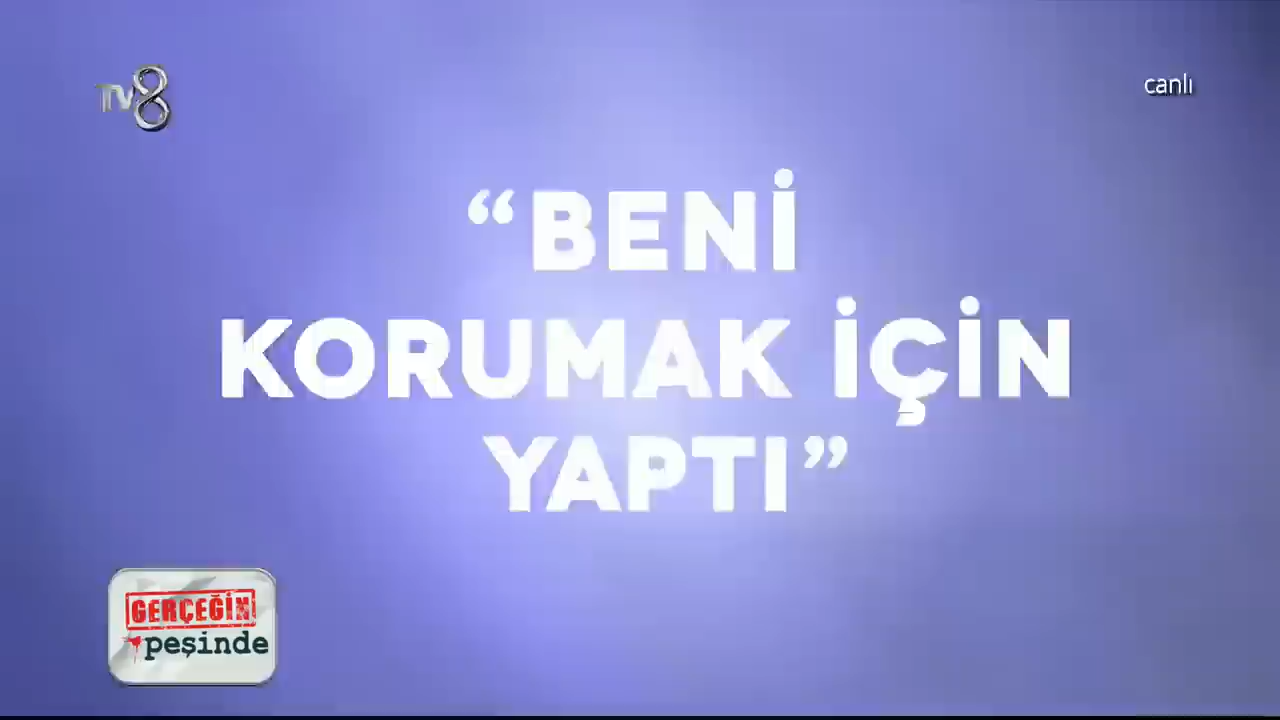 TV8
canlı
“BENİ
KORUMAK İÇİN
YAPTI”
GERÇEĞİN
peşinde